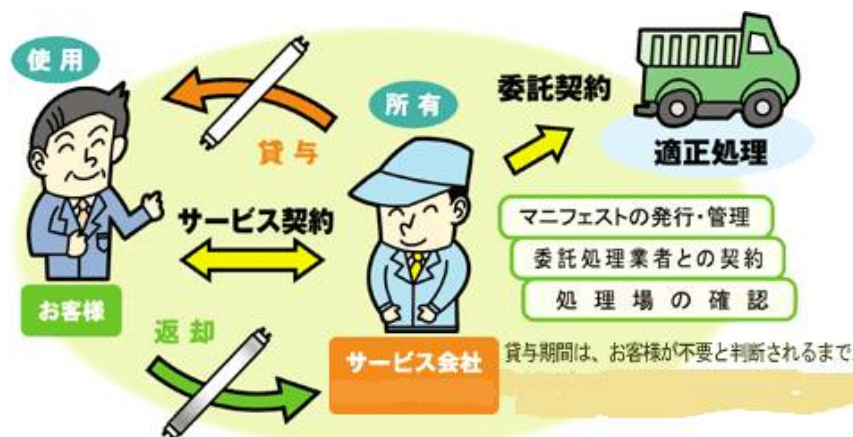 使用
所有
委託契約
適正処理
貸与
サービス契約
マニフェストの発行・管理
委託処理業者との契約
処理場の確認
お客様
返却
サービス会社
貸与期間は、お客様が不要と判断されるまで